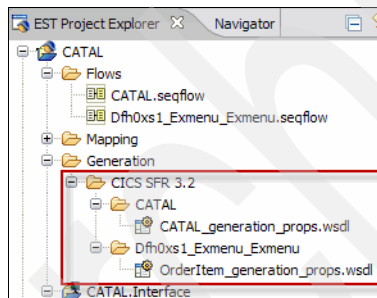 EST Project Explorer
Navigator
CATAL
Flows
CATAL.seqflow
Dfh0xs1_Exmenu_Exmenu.seqflow
Mapping
Generation
CICS SFR 3.2
CATAL
CATAL_generation_props.wsdl
Dfh0xs1_Exmenu_Exmenu
OrderItem_generation_props.wsdl
CATAL.Interface